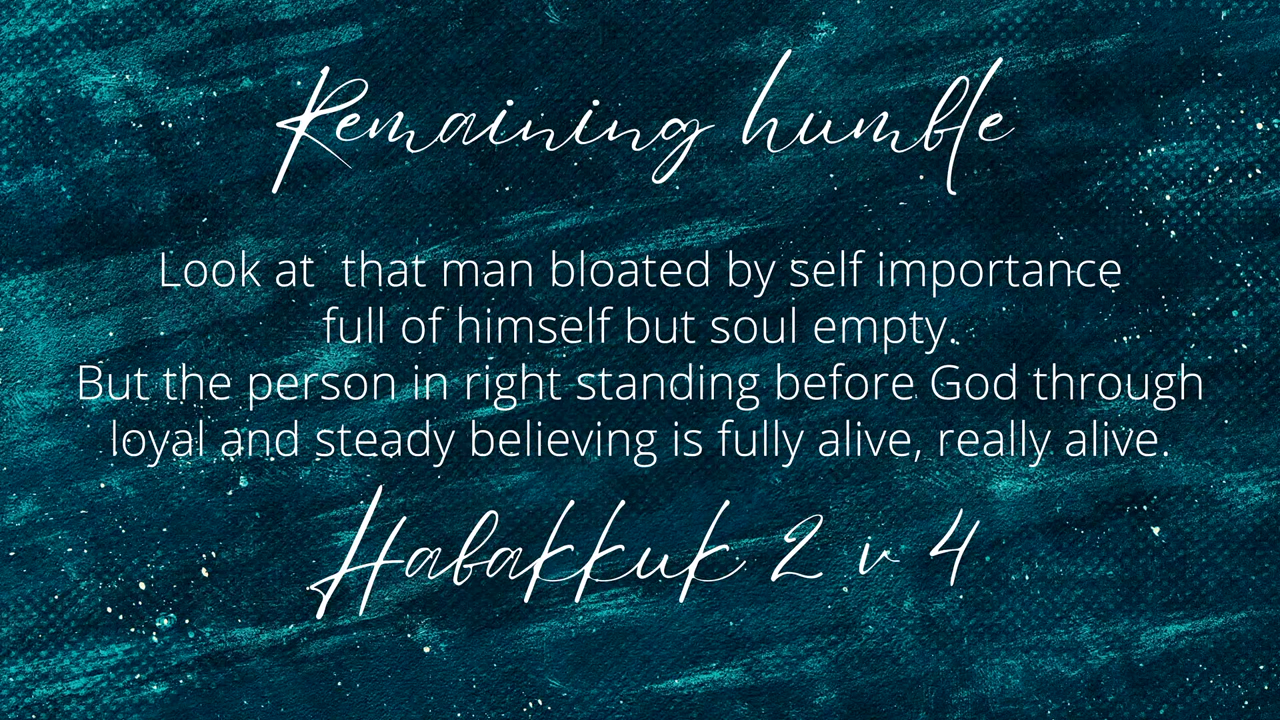 Remaining humble
Look at  that man bloated by self importance
full of himself but soul empty.
But the person in right standing before God through
loyal and steady believing is fully alive, really alive.
Habakkuk 2 v 4